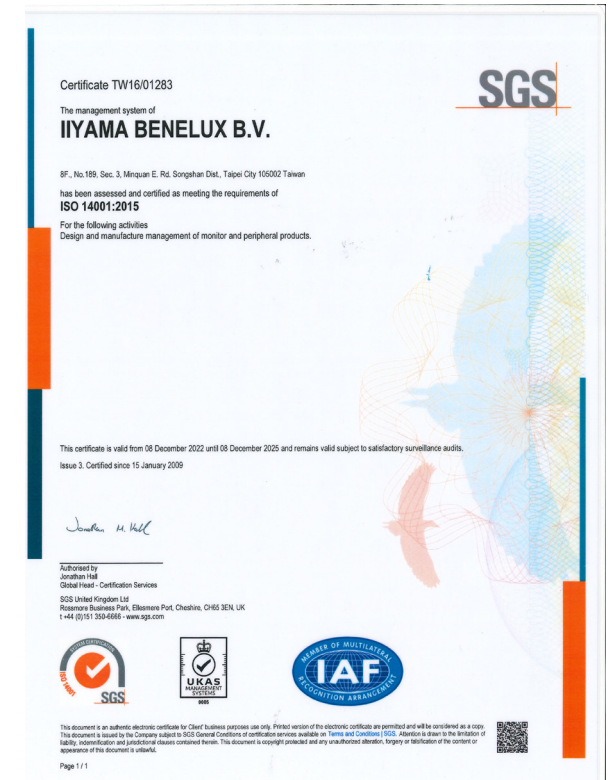 Certificate TW16/01283
SGS
The management system of
IIYAMA BENELUX B.V.
8F., No.189, Sec. 3, Minquan E. Rd. Songshan Dist., Taipei City 105002 Taiwan
has been assessed and certified as meeting the requirements of
ISO 14001:2015
For the following activities
Design and manufacture management of monitor and peripheral products.
This certificate is valid from 08 December 2022 until 08 December 2025 and remains valid subject to satisfactory surveillance audits.
Issue 3. Certified since 15 January 2009
Jonathan M. Hall
Authorised by
Jonathan Hall
Global Head - Certification Services
SGS United Kingdom Ltd
Rossmore Business Park, Ellesmere Port, Cheshire, CH65 3EN, UK
t +44 (0)151 350-6666 - www.sgs.com
SYSTEM CERTIFICATION
ISO 14001
SGS
UKAS
MANAGEMENT
SYSTEMS
0005
MEMBER OF MULTILATERAL
IAF
RECOGNITION ARRANGEMENT
This document is an authentic electronic certificate for Client' business purposes use only. Printed version of the electronic certificate are permitted and will be considered as a copy.
This document is issued by the Company subject to SGS General Conditions of certification services available on Terms and Conditions | SGS. Attention is drawn to the limitation of
liability, indemnification and jurisdictional clauses contained therein. This document is copyright protected and any unauthorized alteration, forgery or falsification of the content or
appearance of this document is unlawful.
Page 1 / 1